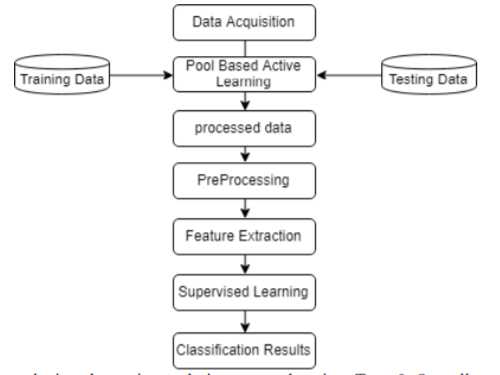 Data Acquisition
Training Data
Pool Based Active
Learning
Testing Data
processed data
PreProcessing
Feature Extraction
Supervised Learning
Classification Results